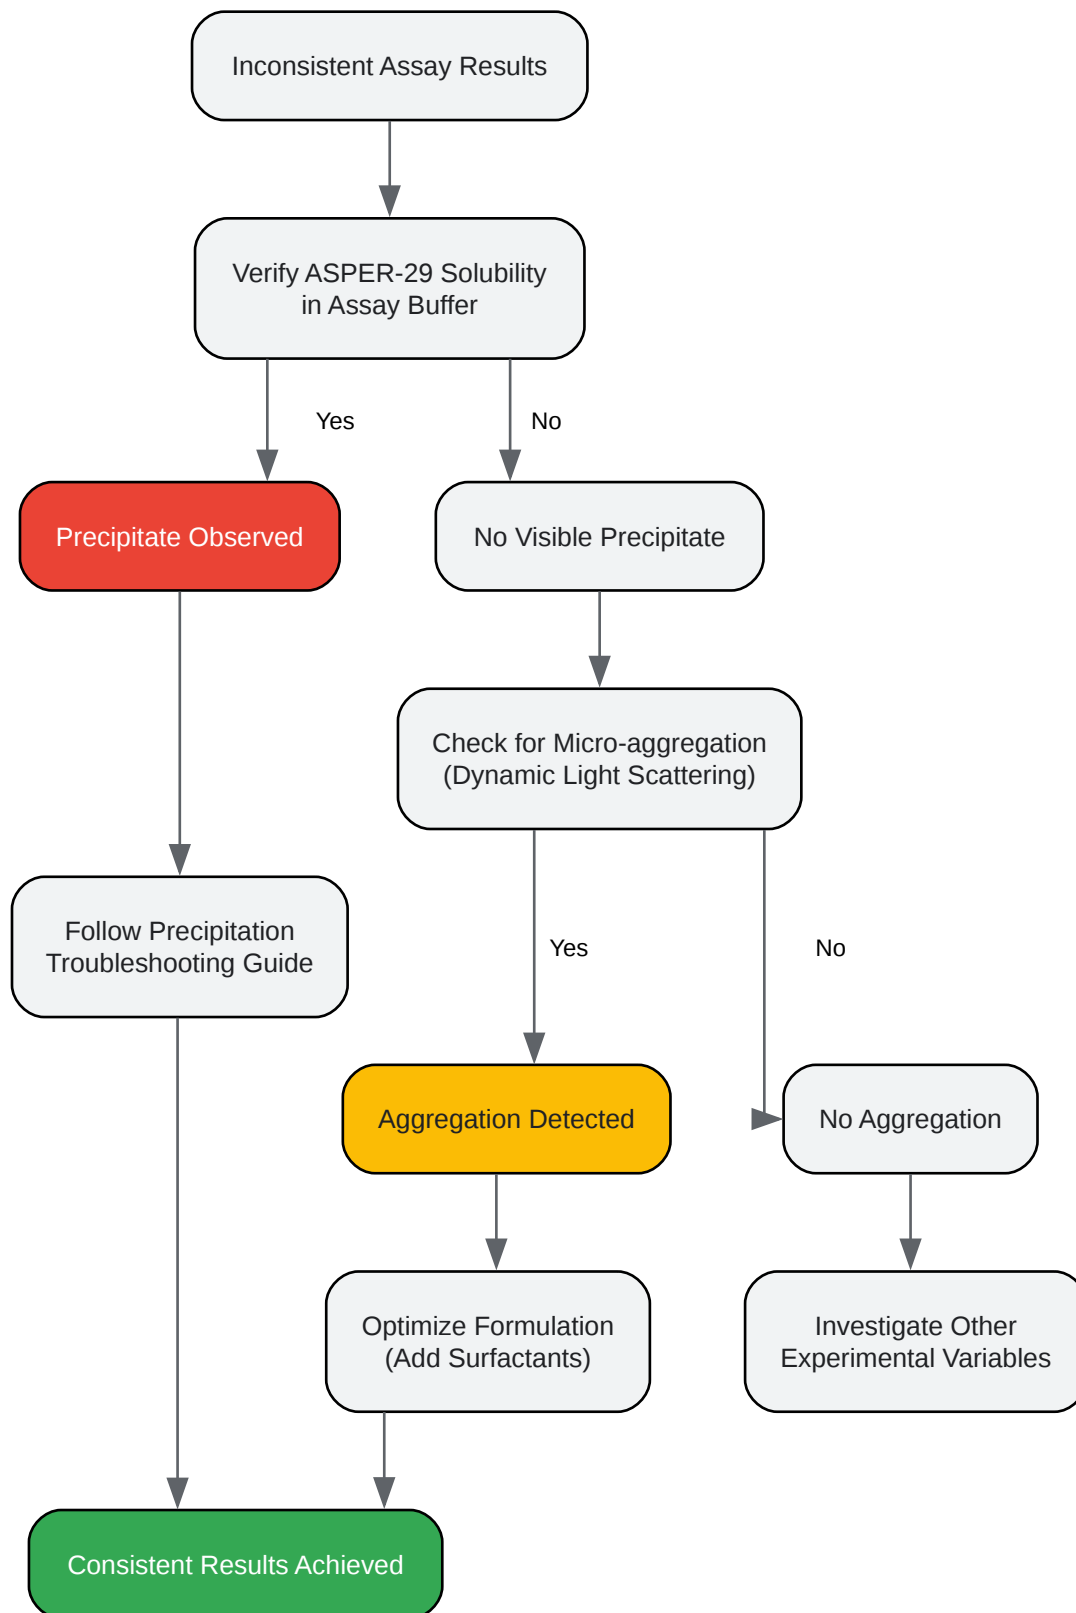 Inconsistent Assay Results
Verify ASPER-29 Solubility
in Assay Buffer
Yes
No
Precipitate Observed
No Visible Precipitate
Check for Micro-aggregation
(Dynamic Light Scattering)
Follow Precipitation
Troubleshooting Guide
Yes
No
Aggregation Detected
No Aggregation
Optimize Formulation
(Add Surfactants)
Investigate Other
Experimental Variables
Consistent Results Achieved